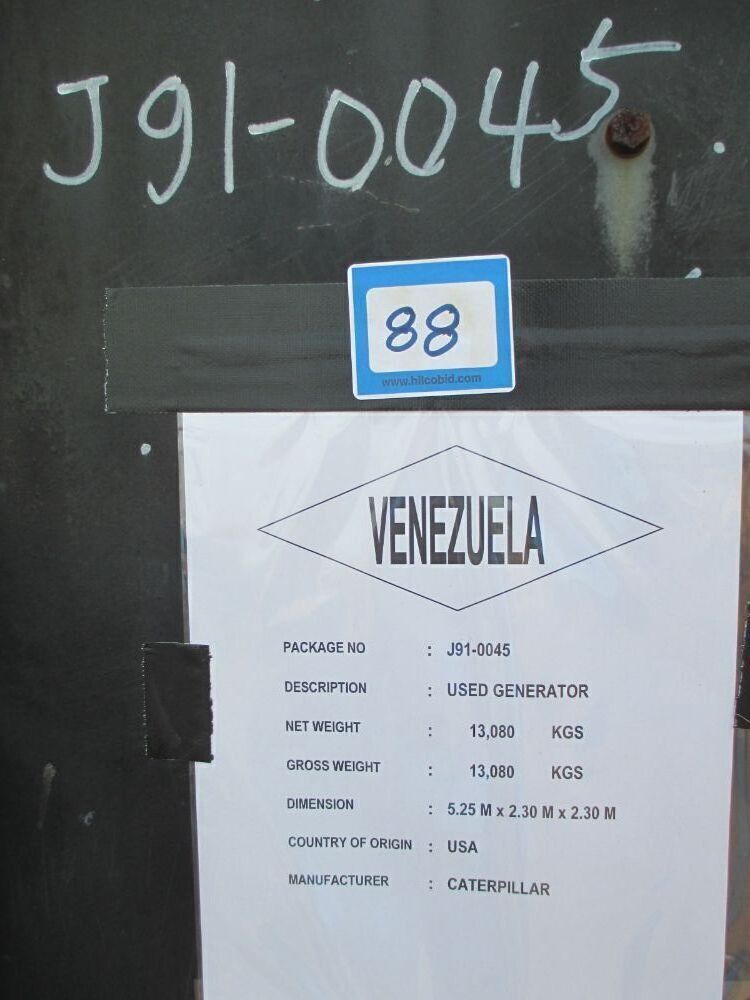 J91-0045
88
www.hilcobid.com
VENEZUELA
PACKAGE NO : J91-0045
DESCRIPTION : USED GENERATOR
NET WEIGHT : 13,080 KGS
GROSS WEIGHT : 13,080 KGS
DIMENSION : 5.25 M x 2.30 M x 2.30 M
COUNTRY OF ORIGIN : USA
MANUFACTURER : CATERPILLAR